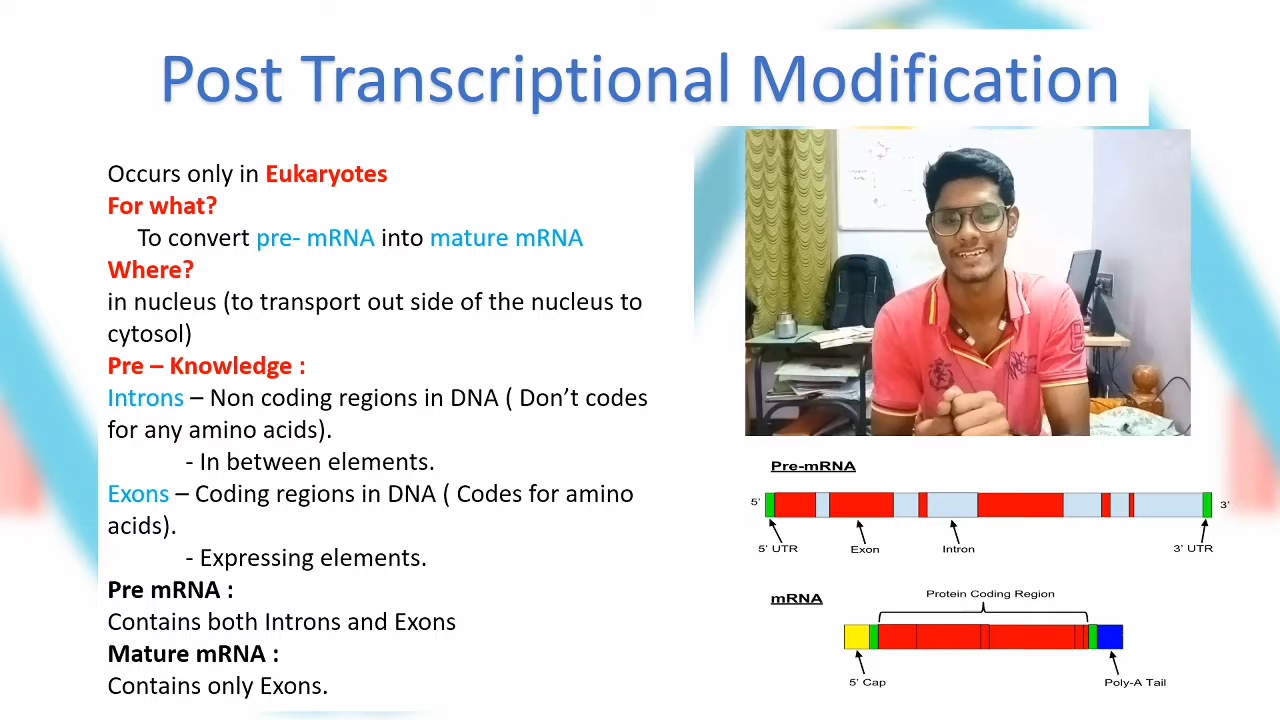 Post Transcriptional Modification
Occurs only in Eukaryotes
For what?
To convert pre- mRNA into mature mRNA
Where?
in nucleus (to transport out side of the nucleus to
cytosol)
Pre – Knowledge :
Introns – Non coding regions in DNA ( Don’t codes
for any amino acids).
- In between elements.
Exons – Coding regions in DNA ( Codes for amino
acids).
- Expressing elements.
Pre mRNA :
Contains both Introns and Exons
Mature mRNA :
Contains only Exons.
Pre-mRNA
5’ 3’
5’ UTR Exon Intron 3’ UTR
Protein Coding Region
mRNA
5’ Cap Poly-A Tail